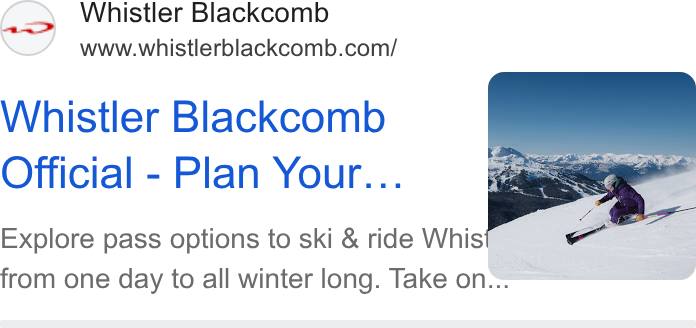 Whistler Blackcomb
www.whistlerblackcomb.com/
Whistler Blackcomb
Official - Plan Your…
Explore pass options to ski & ride Whist
from one day to all winter long. Take on...